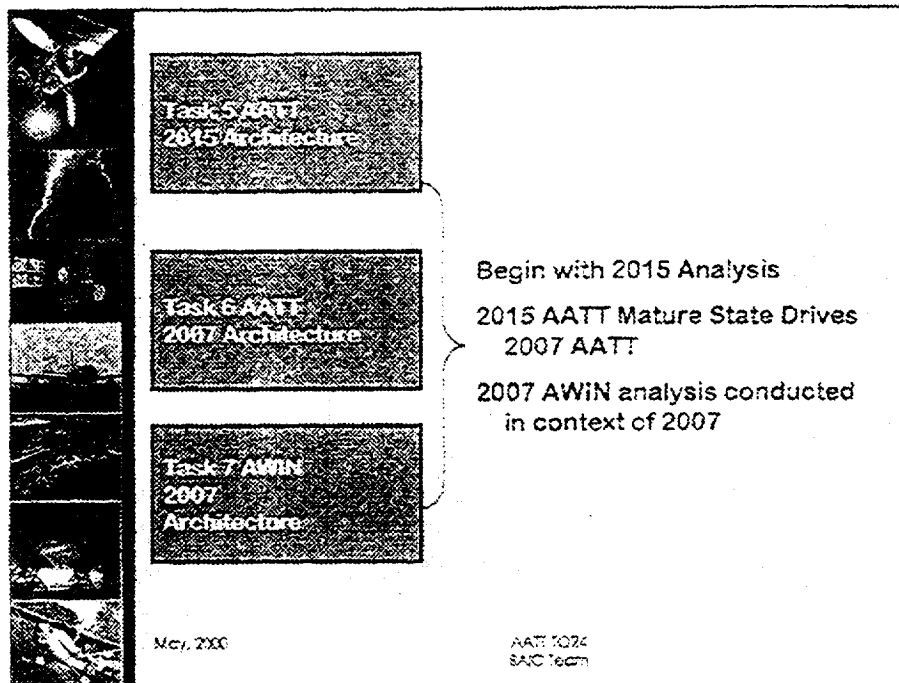 Task 5 AATT
2015 Architecture
Task 6 AATT
2007 Architecture
Task 7 AWIN
2007
Architecture
Begin with 2015 Analysis
2015 AATT Mature State Drives
2007 AATT
2007 AWIN analysis conducted
in context of 2007
May, 2000
AATT TO24
SAIC Team